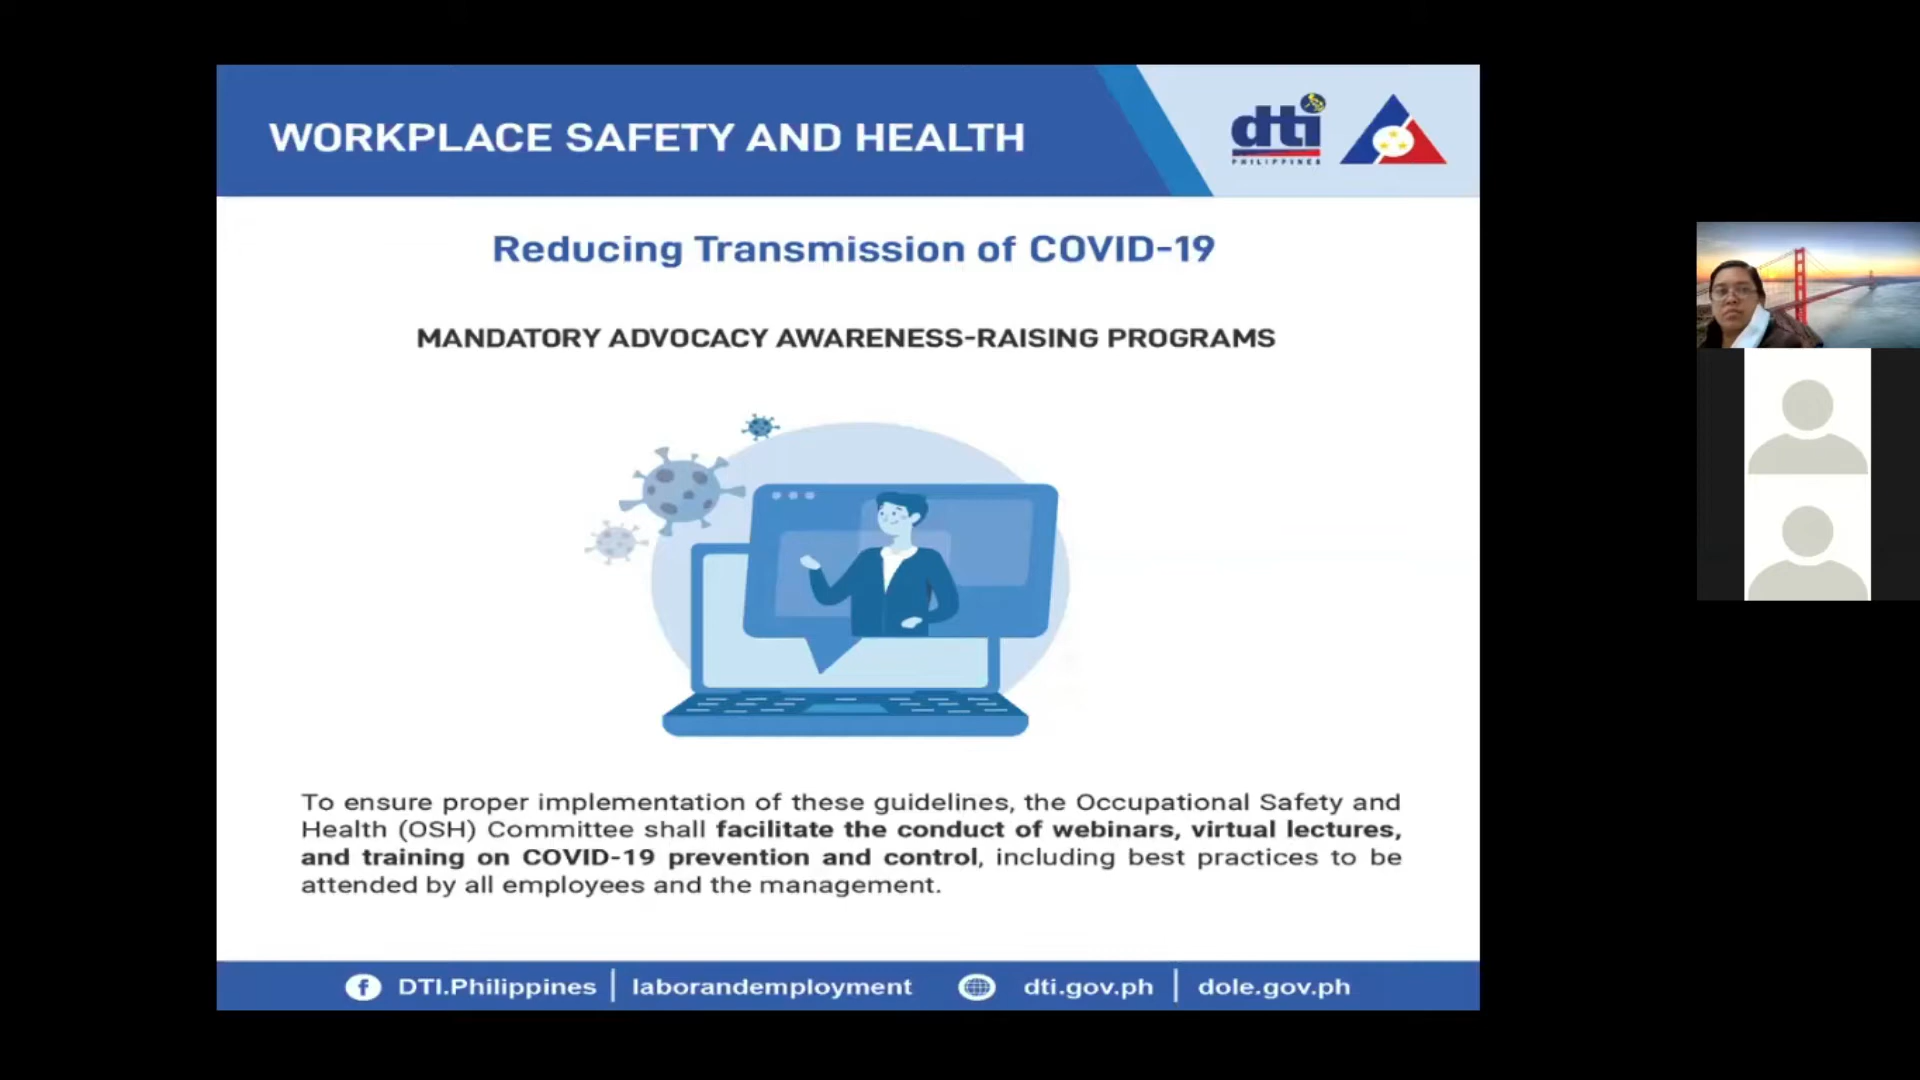 WORKPLACE SAFETY AND HEALTH
dti
PHILIPPINES
Reducing Transmission of COVID-19
MANDATORY ADVOCACY AWARENESS-RAISING PROGRAMS
To ensure proper implementation of these guidelines, the Occupational Safety and
Health (OSH) Committee shall facilitate the conduct of webinars, virtual lectures,
and training on COVID-19 prevention and control, including best practices to be
attended by all employees and the management.
f DTI.Philippines | laborandemployment dti.gov.ph | dole.gov.ph